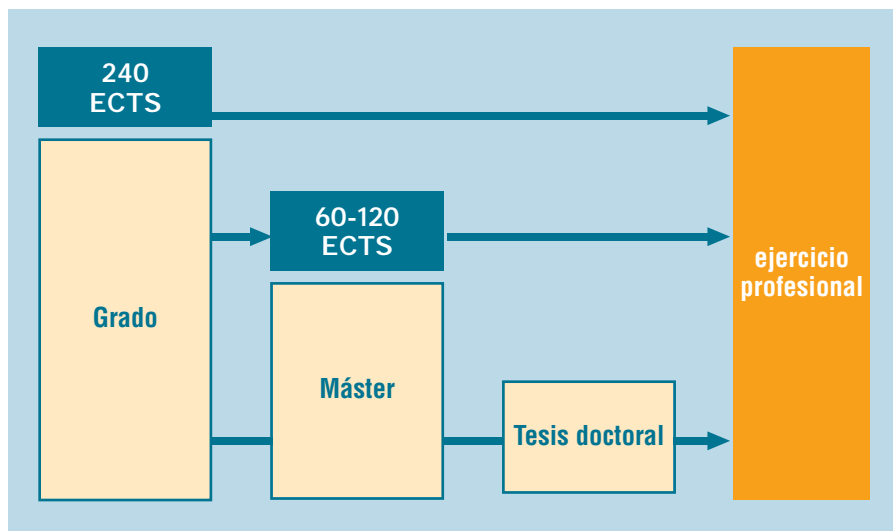 240
ECTS
60-120
ECTS
Grado
Máster
Tesis doctoral
ejercicio
profesional